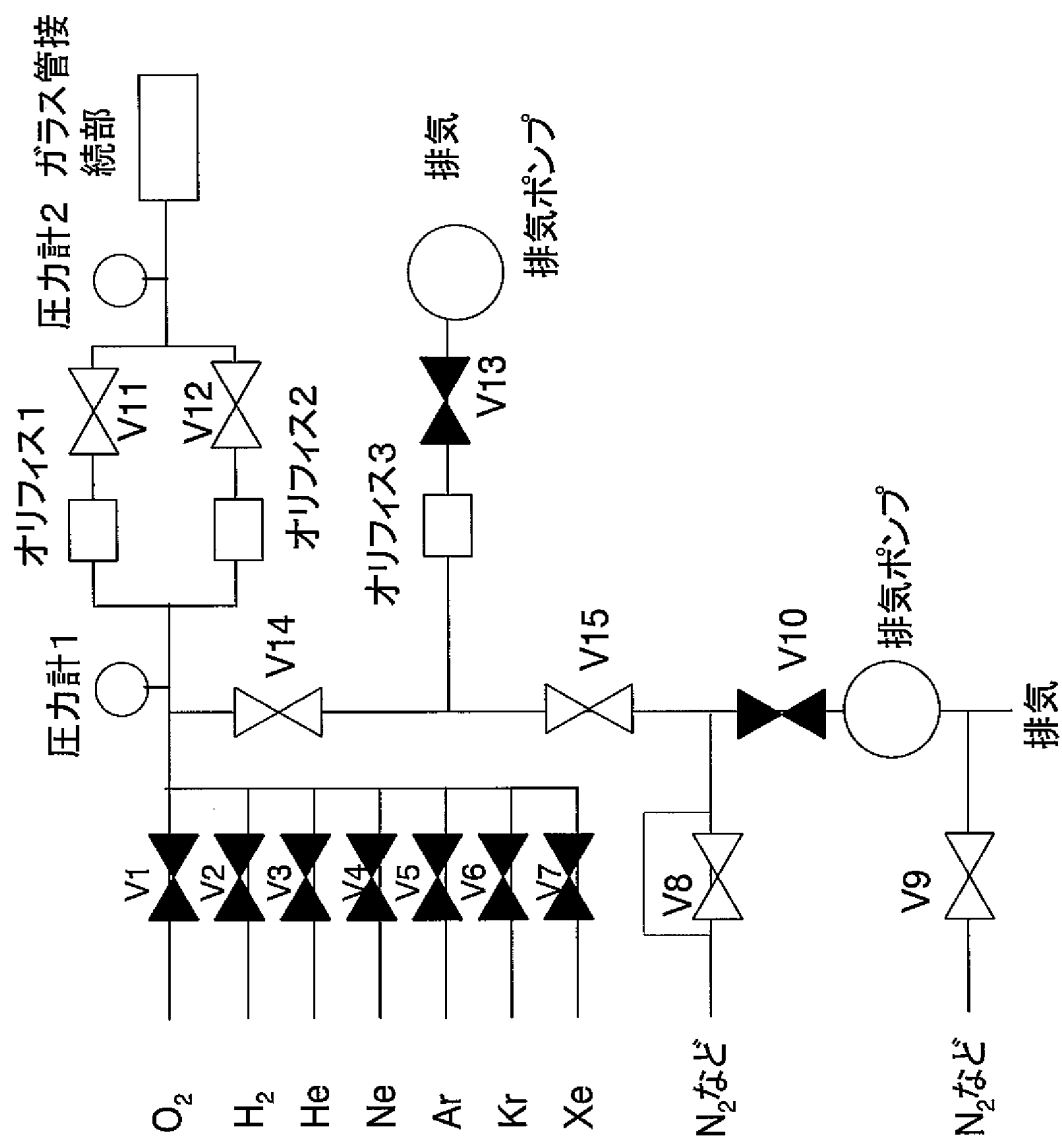 圧力計2
ガラス管接
続部
オリフィス1
V11
V12
オリフィス2
圧力計1
V14
オリフィス3
V13
排気
排気ポンプ
V15
V10
排気ポンプ
排気
O₂
V1
H₂
V2
He
V3
Ne
V4
Ar
V5
Kr
V6
Xe
V7
N₂など
V8
N₂など
V9